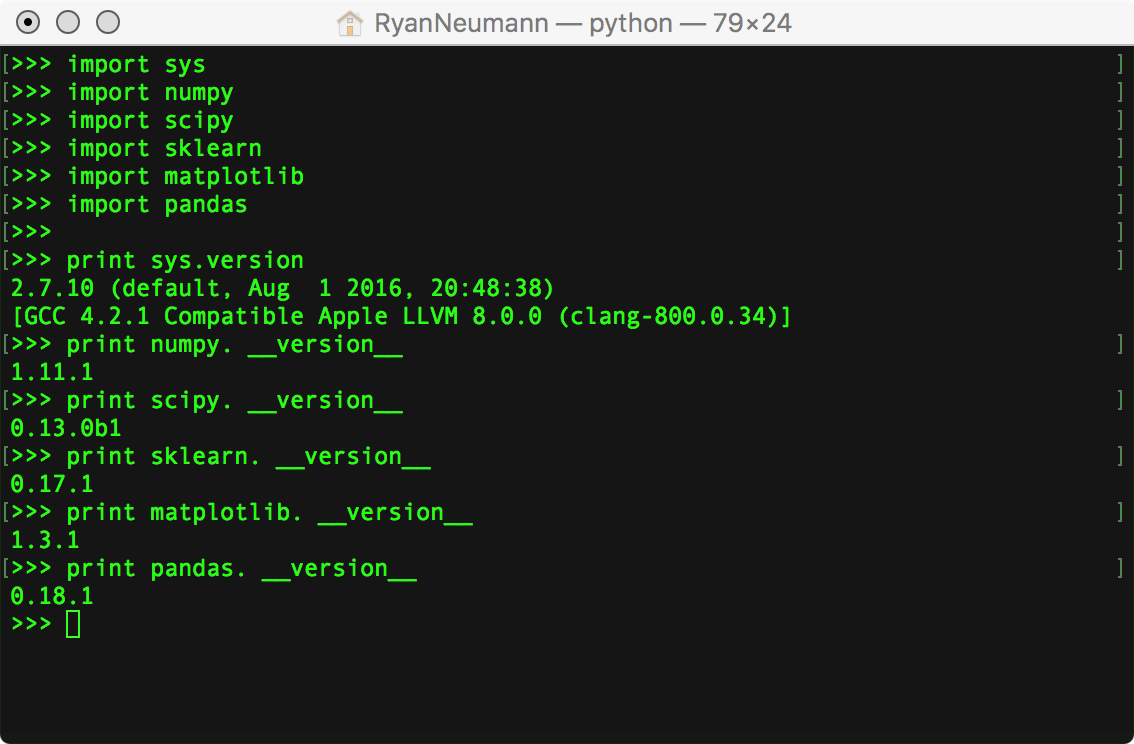 RyanNeumann — python — 79×24
[>>> import sys ]
[>>> import numpy ]
[>>> import scipy ]
[>>> import sklearn ]
[>>> import matplotlib ]
[>>> import pandas ]
[>>> ]
[>>> print sys.version ]
2.7.10 (default, Aug  1 2016, 20:48:38)
[GCC 4.2.1 Compatible Apple LLVM 8.0.0 (clang-800.0.34)]
[>>> print numpy. __version__ ]
1.11.1
[>>> print scipy. __version__ ]
0.13.0b1
[>>> print sklearn. __version__ ]
0.17.1
[>>> print matplotlib. __version__ ]
1.3.1
[>>> print pandas. __version__ ]
0.18.1
>>>